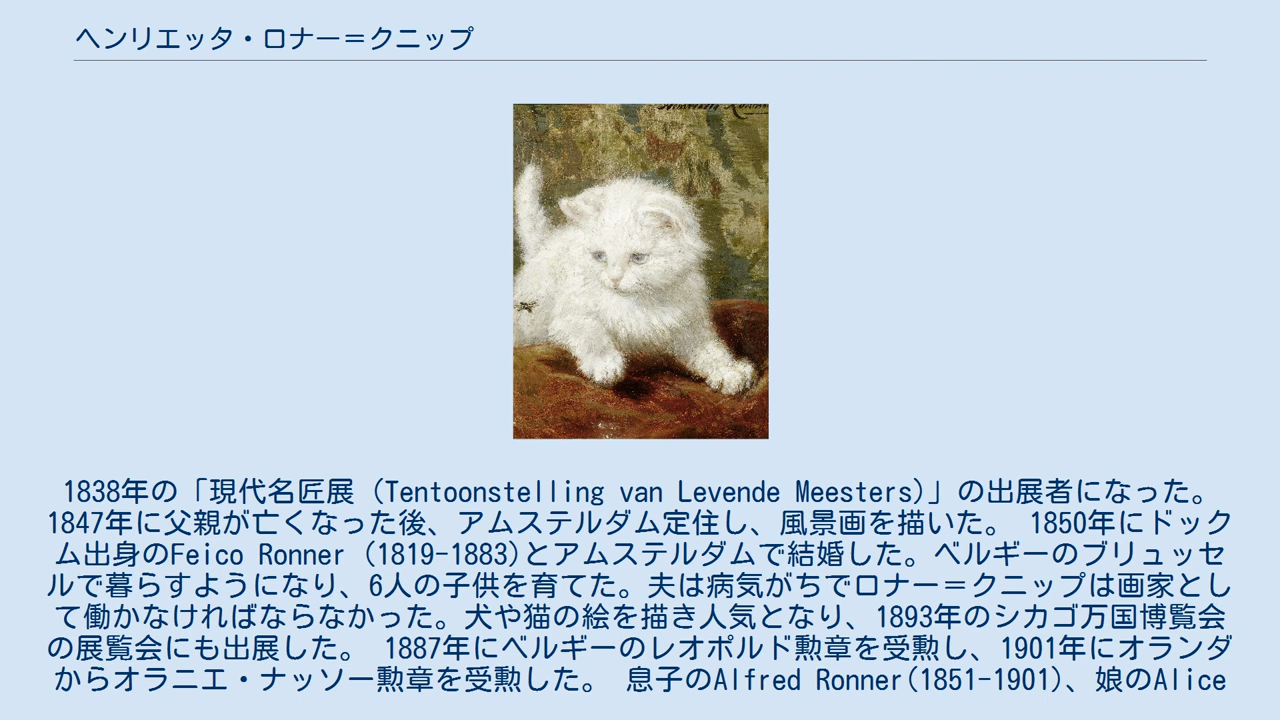 ヘンリエッタ・ロナー＝クニップ
1838年の「現代名匠展（Tentoonstelling van Levende Meesters)」の出展者になった。
1847年に父親が亡くなった後、アムステルダム定住し、風景画を描いた。 1850年にドック
ム出身のFeico Ronner（1819-1883)とアムステルダムで結婚した。ベルギーのブリュッセ
ルで暮らすようになり、6人の子供を育てた。夫は病気がちでロナー＝クニップは画家とし
て働かなければならなかった。犬や猫の絵を描き人気となり、1893年のシカゴ万国博覧会
の展覧会にも出展した。 1887年にベルギーのレオポルド勲章を受勲し、1901年にオランダ
からオラニエ・ナッソー勲章を受勲した。 息子のAlfred Ronner(1851-1901)、娘のAlice